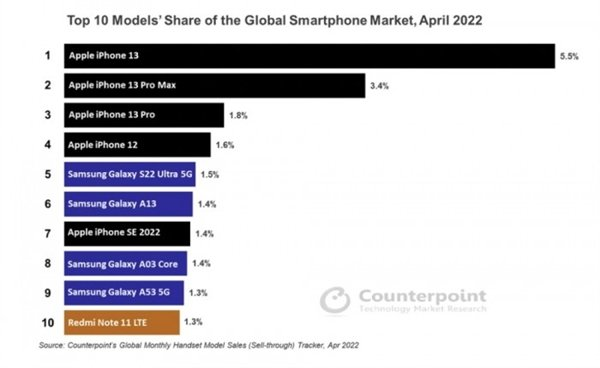 Top 10 Models' Share of the Global Smartphone Market, April 2022
1 Apple iPhone 13 5.5%
2 Apple iPhone 13 Pro Max 3.4%
3 Apple iPhone 13 Pro 1.8%
4 Apple iPhone 12 1.6%
5 Samsung Galaxy S22 Ultra 5G 1.5%
6 Samsung Galaxy A13 1.4%
7 Apple iPhone SE 2022 1.4%
8 Samsung Galaxy A03 Core 1.4%
9 Samsung Galaxy A53 5G 1.3%
10 Redmi Note 11 LTE 1.3%
Counterpoint
Technology Market Research
Source: Counterpoint's Global Monthly Handset Model Sales (Sell-through) Tracker, Apr 2022